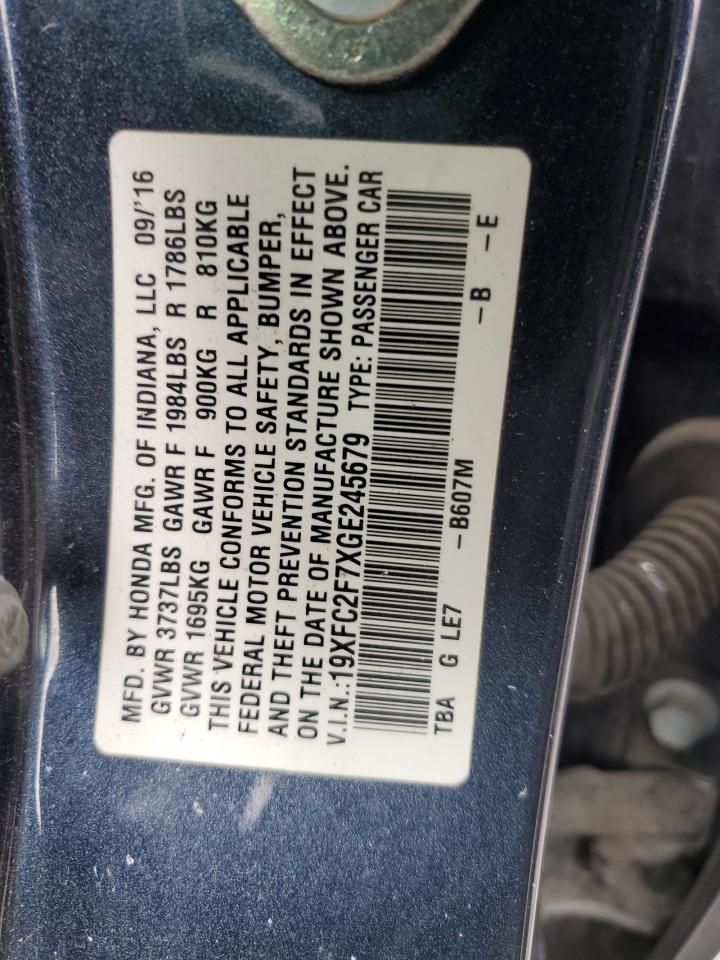 MFD. BY HONDA MFG. OF INDIANA, LLC 09/'16
GVWR 3737LBS GAWR F 1984LBS R 1786LBS
GVWR 1695KG GAWR F 900KG R 810KG
THIS VEHICLE CONFORMS TO ALL APPLICABLE
FEDERAL MOTOR VEHICLE SAFETY, BUMPER,
AND THEFT PREVENTION STANDARDS IN EFFECT
ON THE DATE OF MANUFACTURE SHOWN ABOVE.
V.I.N.:19XFC2F7XGE245679 TYPE: PASSENGER CAR
TBA G LE7 -B607M -B -E